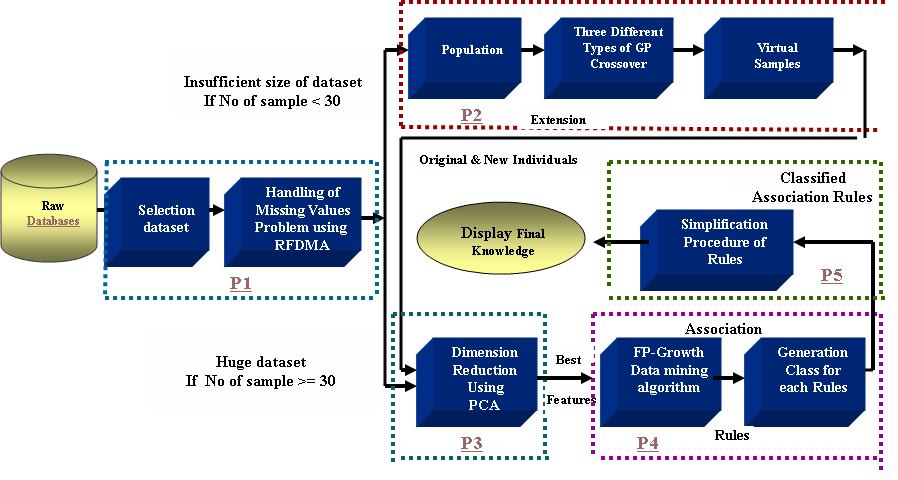 Population
Three Different
Types of GP
Crossover
Virtual
Samples
Insufficient size of dataset
If No of sample < 30
P2
Extension
Original & New Individuals
Raw
Databases
Selection
dataset
Handling of
Missing Values
Problem using
RFDMA
P1
Classified
Association Rules
Display Final
Knowledge
Simplification
Procedure of
Rules
P5
Huge dataset
If No of sample >= 30
Dimension
Reduction
Using
PCA
P3
Best
Features
Association
FP-Growth
Data mining
algorithm
Generation
Class for
each Rules
P4
Rules